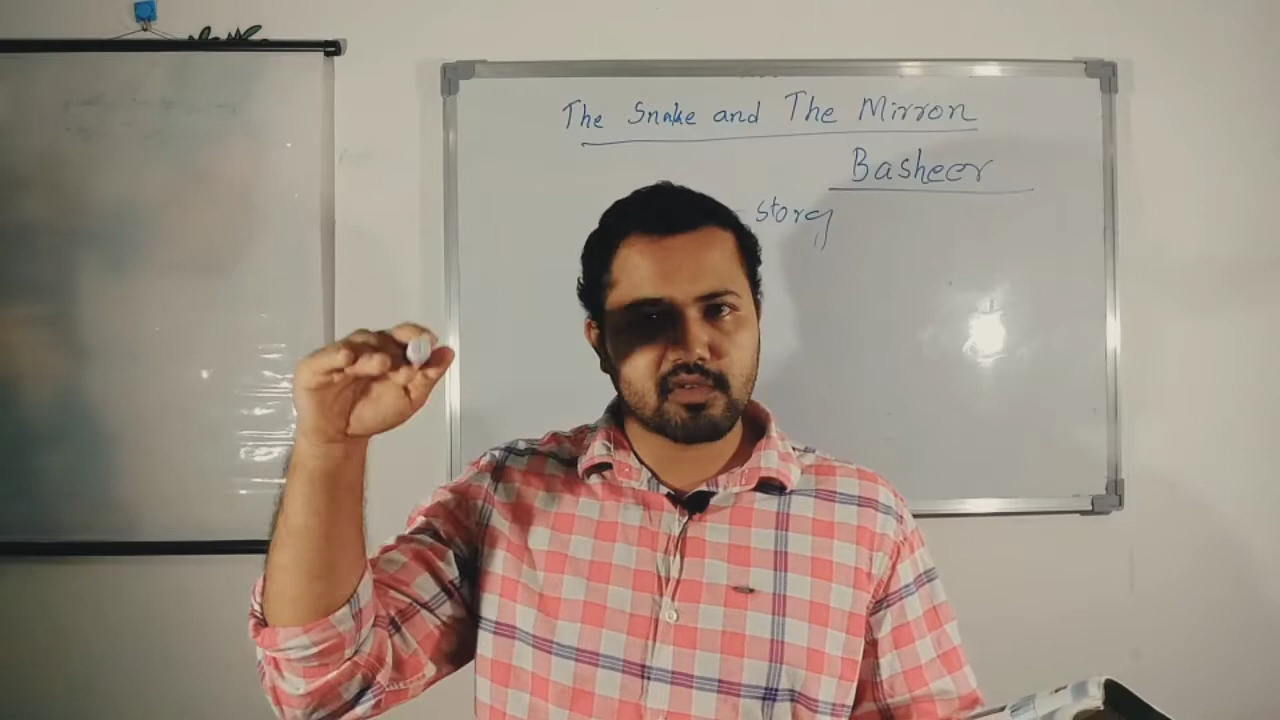 The Snake and The Mirror
Basheer
story